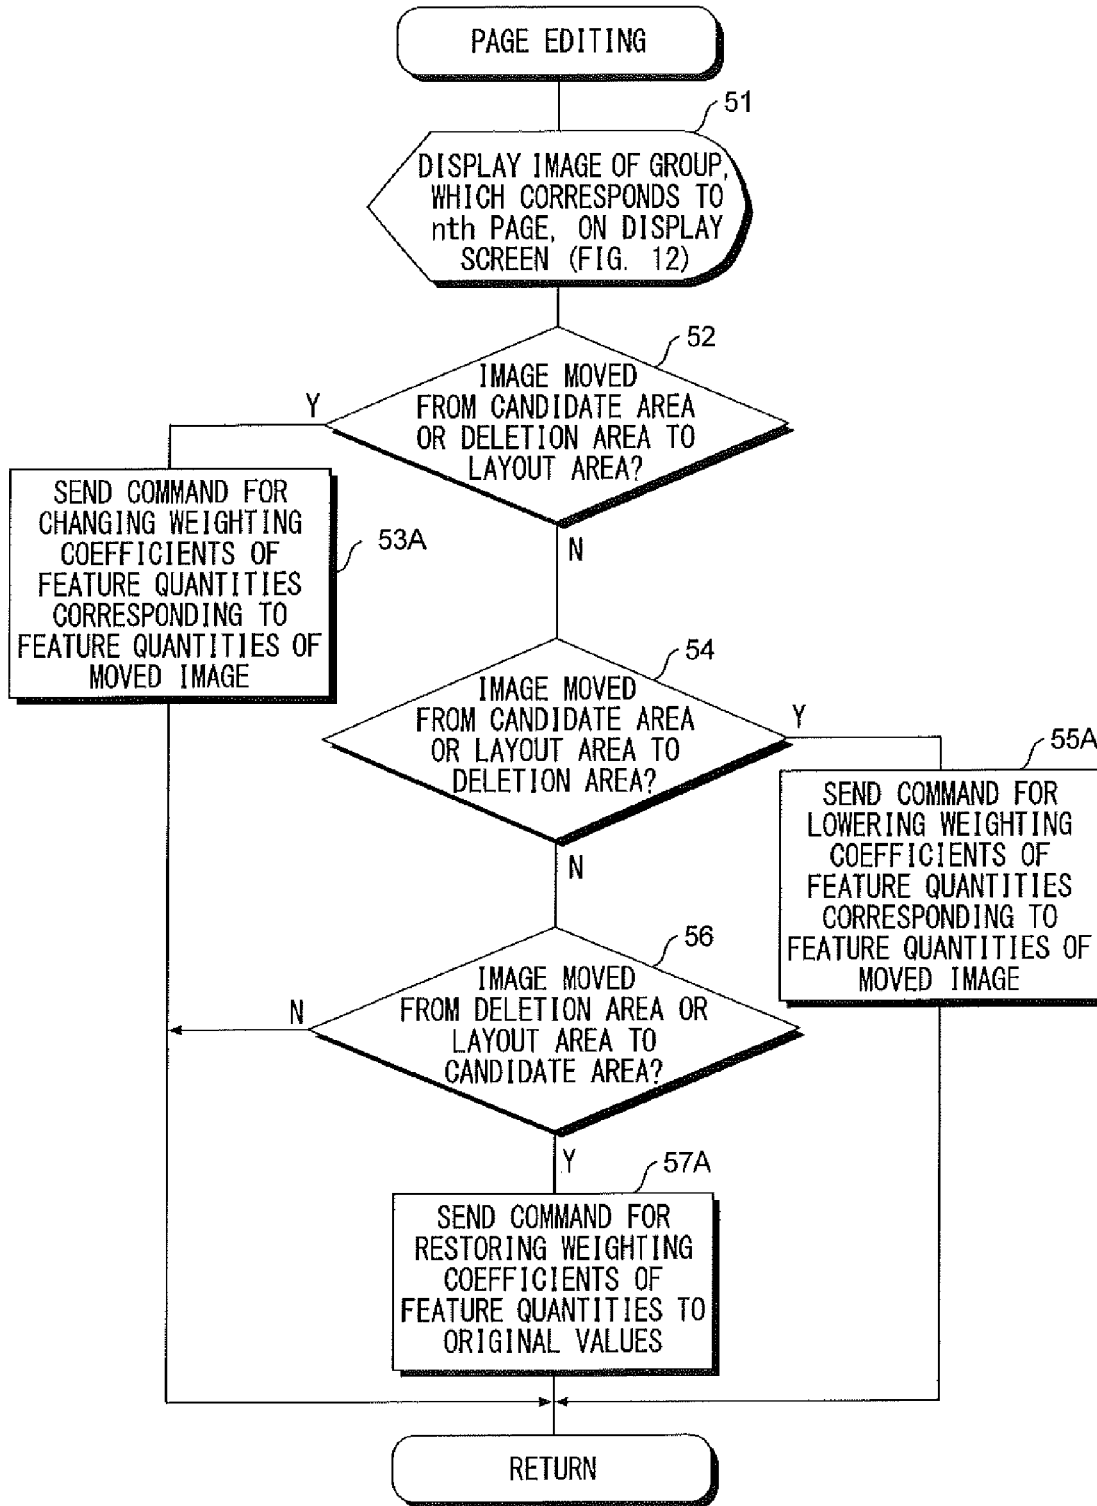 PAGE EDITING
51
DISPLAY IMAGE OF GROUP,
WHICH CORRESPONDS TO
nth PAGE, ON DISPLAY
SCREEN (FIG. 12)
52
IMAGE MOVED
FROM CANDIDATE AREA
OR DELETION AREA TO
LAYOUT AREA?
Y
N
53A
SEND COMMAND FOR
CHANGING WEIGHTING
COEFFICIENTS OF
FEATURE QUANTITIES
CORRESPONDING TO
FEATURE QUANTITIES OF
MOVED IMAGE
54
IMAGE MOVED
FROM CANDIDATE AREA
OR LAYOUT AREA TO
DELETION AREA?
Y
N
55A
SEND COMMAND FOR
LOWERING WEIGHTING
COEFFICIENTS OF
FEATURE QUANTITIES
CORRESPONDING TO
FEATURE QUANTITIES OF
MOVED IMAGE
56
IMAGE MOVED
FROM DELETION AREA OR
LAYOUT AREA TO
CANDIDATE AREA?
N
Y
57A
SEND COMMAND FOR
RESTORING WEIGHTING
COEFFICIENTS OF
FEATURE QUANTITIES TO
ORIGINAL VALUES
RETURN